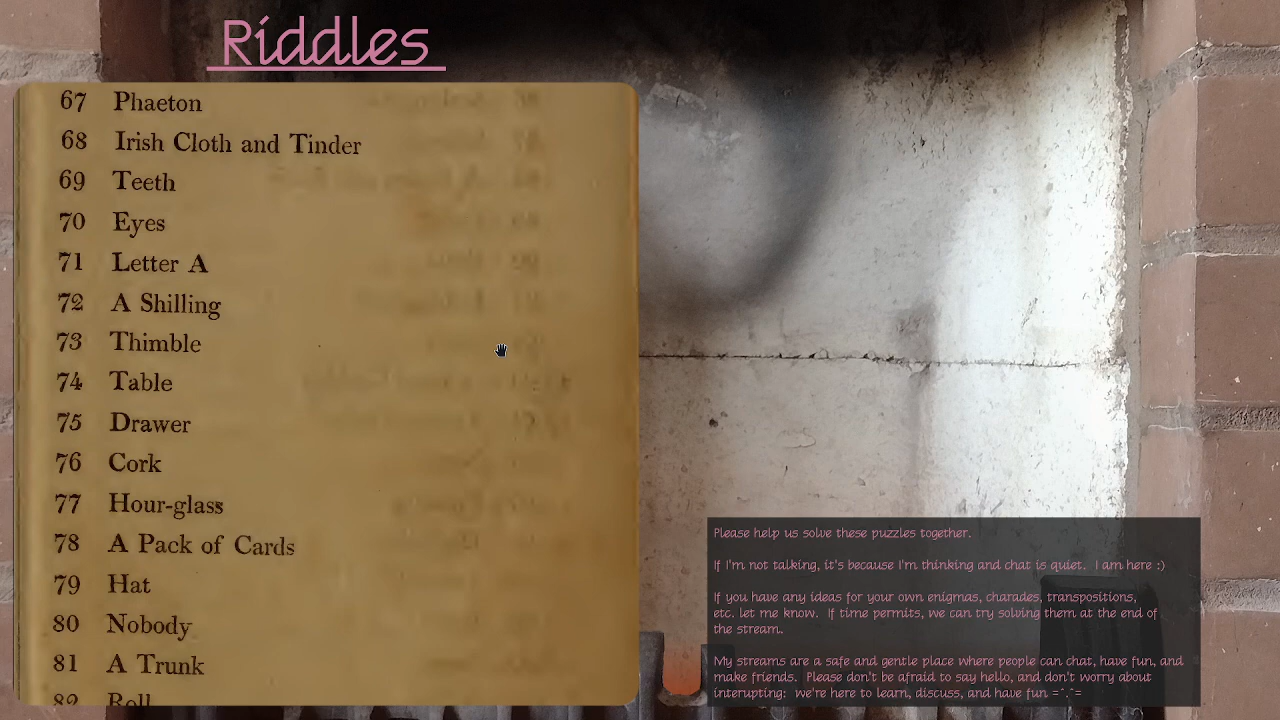 Riddles
67 Phaeton
68 Irish Cloth and Tinder
69 Teeth
70 Eyes
71 Letter A
72 A Shilling
73 Thimble
74 Table
75 Drawer
76 Cork
77 Hour-glass
78 A Pack of Cards
79 Hat
80 Nobody
81 A Trunk
82
Please help us solve these puzzles together.
If I'm not talking, it's because I'm thinking and chat is quiet. I am here :)
If you have any ideas for your own enigmas, charades, transpositions,
etc. let me know. If time permits, we can try solving them at the end of
the stream.
My streams are a safe and gentle place where people can chat, have fun, and
make friends. Please don't be afraid to say hello, and don't worry about
interupting: we're here to learn, discuss, and have fun =^.^=